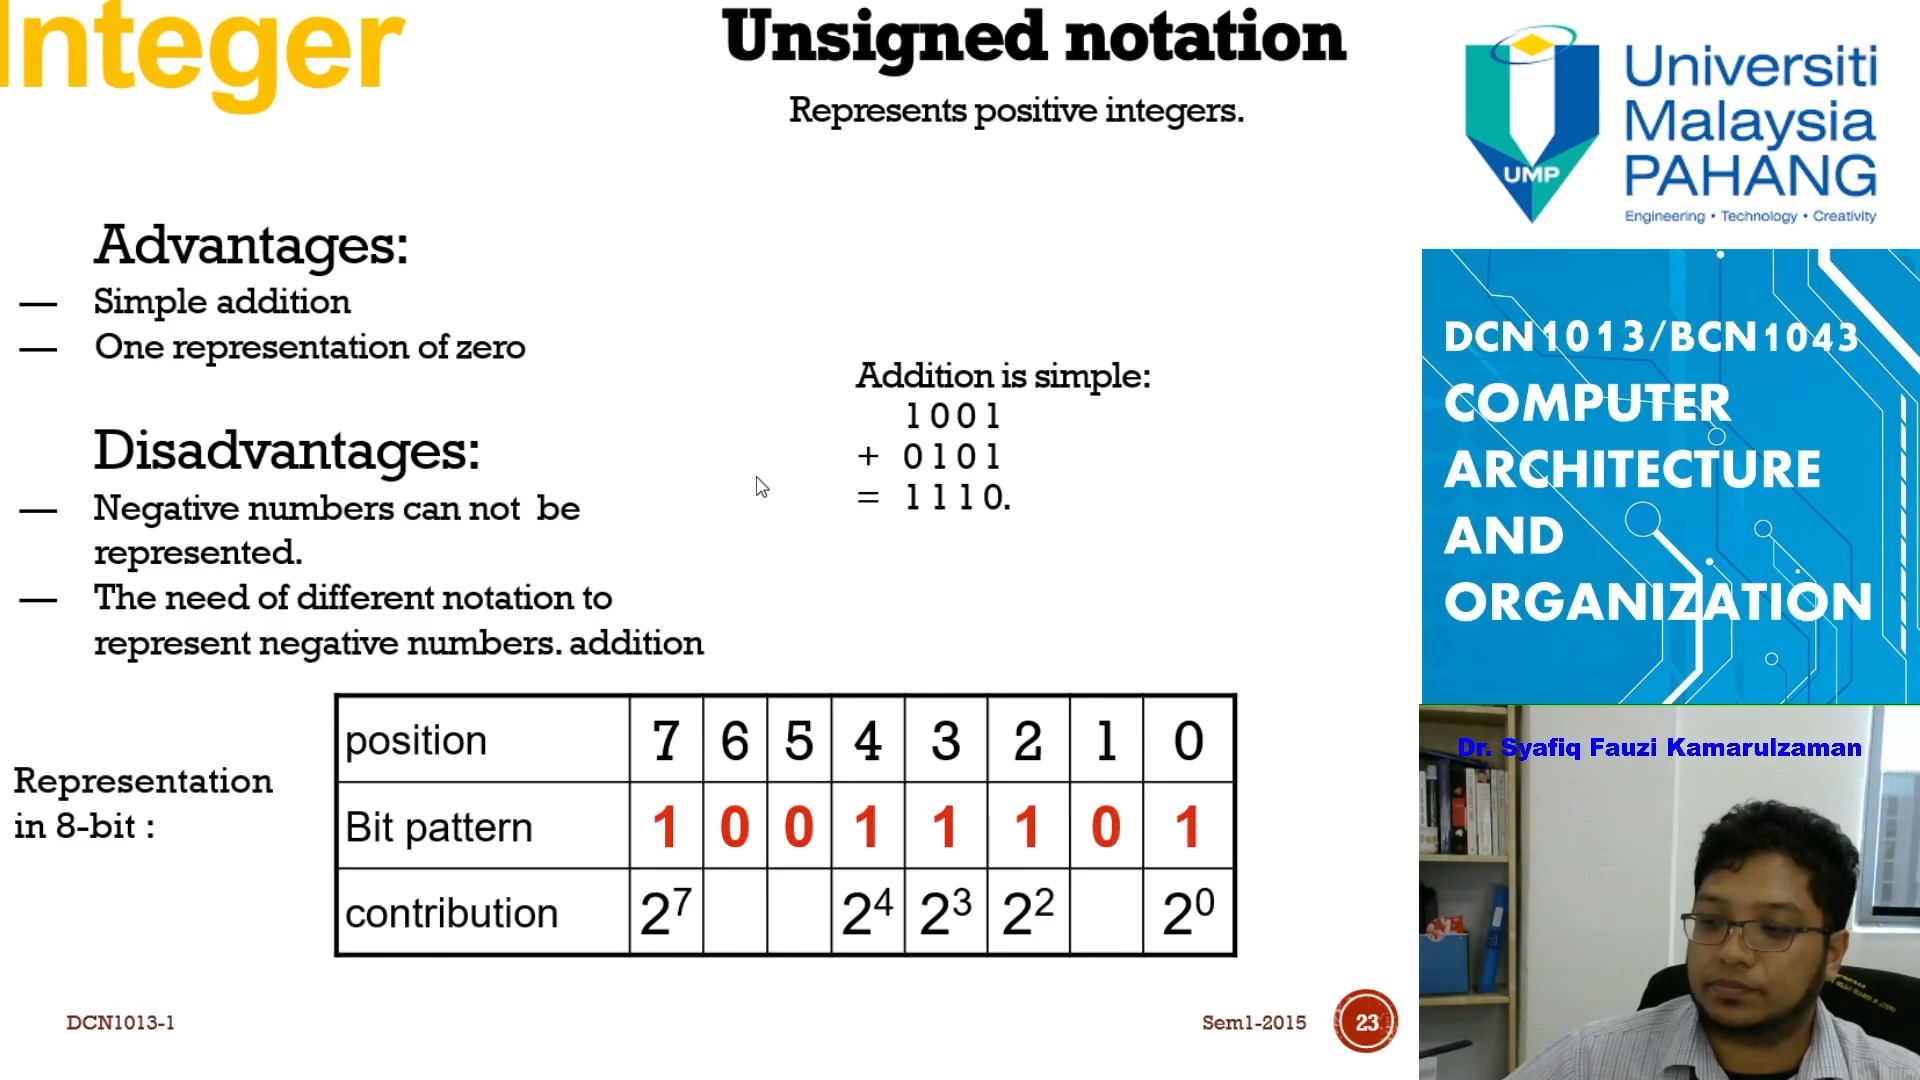 Integer
Unsigned notation
Represents positive integers.
Advantages:
— Simple addition
— One representation of zero
Disadvantages:
— Negative numbers can not be
represented.
— The need of different notation to
represent negative numbers. addition
Addition is simple:
1 0 0 1
+ 0 1 0 1
= 1 1 1 0.
Representation
in 8-bit :
position 7 6 5 4 3 2 1 0
Bit pattern 1 0 0 1 1 1 0 1
contribution 2⁷ 2⁴ 2³ 2² 2⁰
DCN1013-1
Sem1-2015
23
Universiti
Malaysia
PAHANG
UMP
Engineering • Technology • Creativity
DCN1013/BCN1043
COMPUTER
ARCHITECTURE
AND
ORGANIZATION
Dr. Syafiq Fauzi Kamarulzaman